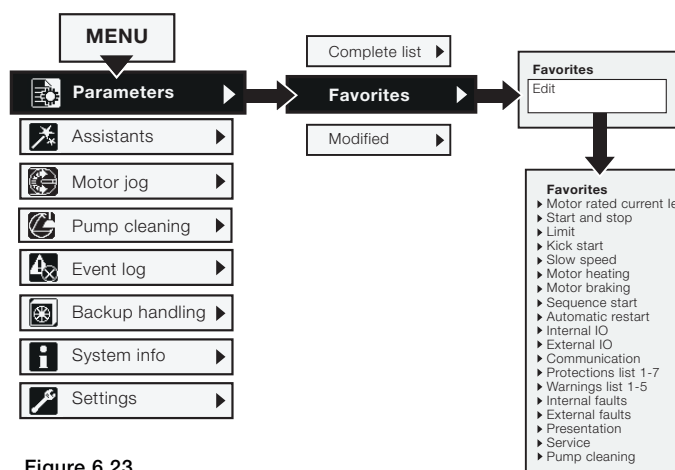 MENU
Parameters
Assistants
Motor jog
Pump cleaning
Event log
Backup handling
System info
Settings
Complete list
Favorites
Modified
Favorites
Edit
Favorites
Motor rated current
Start and stop
Limit
Kick start
Slow speed
Motor heating
Motor braking
Sequence start
Automatic restart
Internal IO
External IO
Communication
Protections list 1-7
Warnings list 1-5
Internal faults
External faults
Presentation
Service
Pump cleaning
Figure 6.23